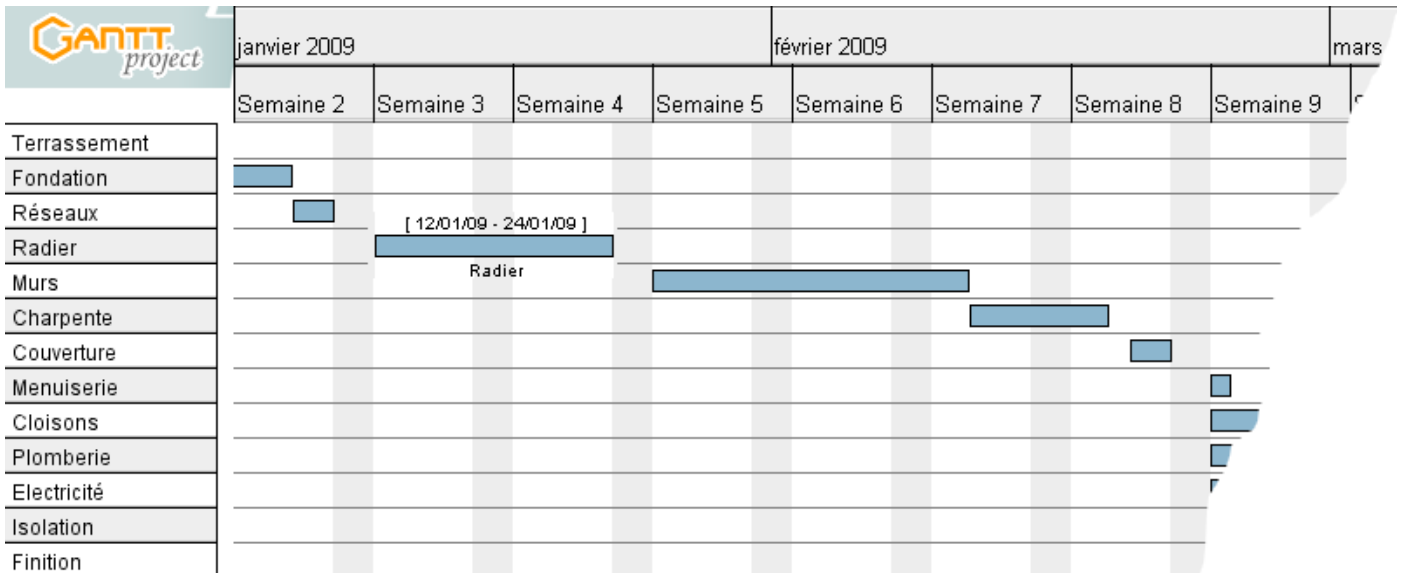 GANTT
project
janvier 2009 février 2009 mars
Semaine 2 Semaine 3 Semaine 4 Semaine 5 Semaine 6 Semaine 7 Semaine 8 Semaine 9
Terrassement
Fondation
Réseaux
[ 12/01/09 - 24/01/09 ]
Radier
Radier
Murs
Charpente
Couverture
Menuiserie
Cloisons
Plomberie
Electricité
Isolation
Finition